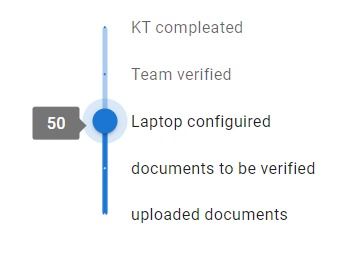 KT compleated
Team verified
50
Laptop configuired
documents to be verified
uploaded documents